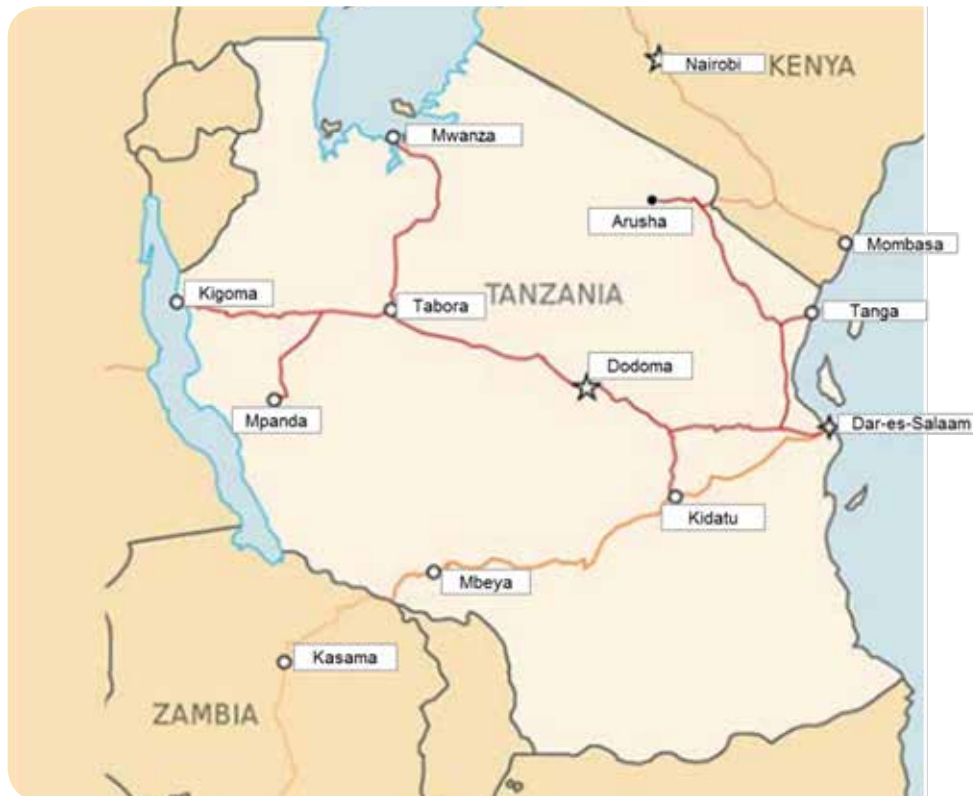 Nairobi
KENYA
Mwanza
Arusha
Mombasa
Kigoma
Tabora
TANZANIA
Tanga
Dodoma
Mpanda
Dar-es-Salaam
Kidatu
Mbeya
Kasama
ZAMBIA